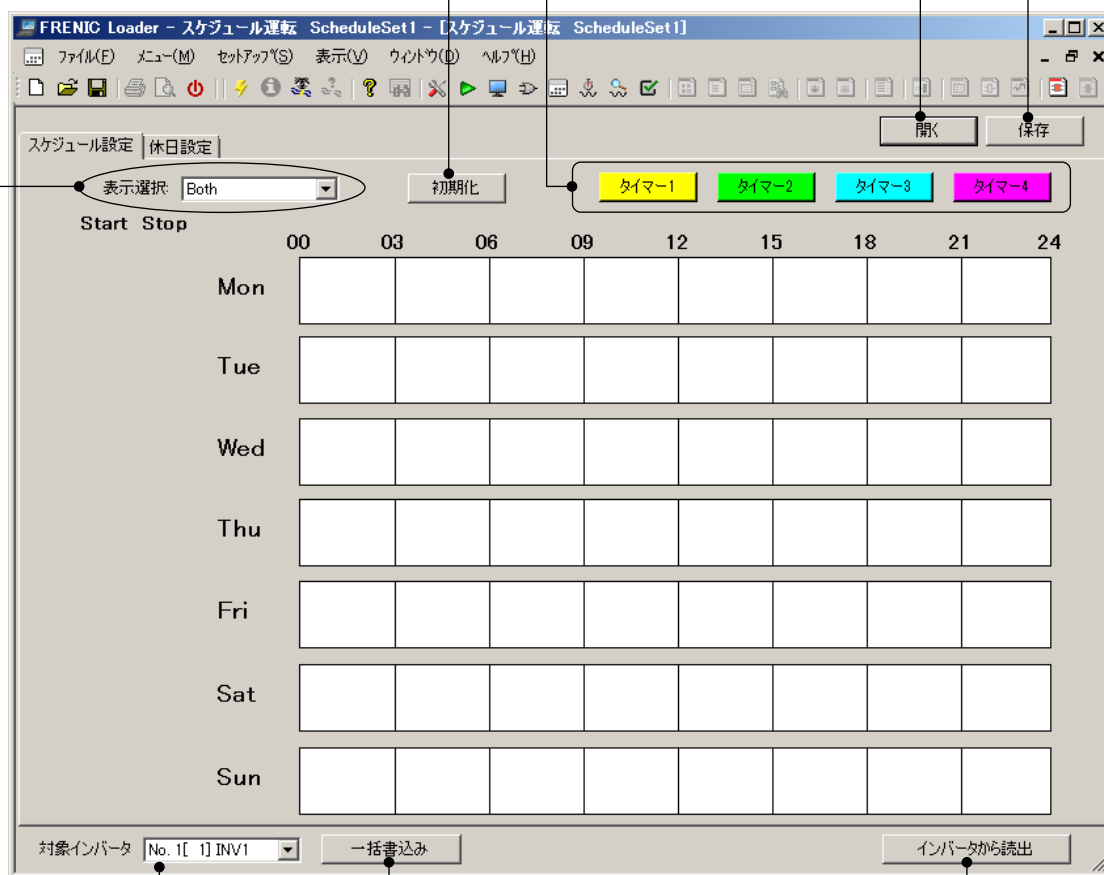 FRENIC Loader - スケジュール運転 ScheduleSet1 - [スケジュール運転 ScheduleSet1]
ファイル(F) メニュー(M) セットアップ(S) 表示(V) ウィンドウ(D) ヘルプ(H)
開く 保存
スケジュール設定 休日設定
表示選択: Both 初期化 タイマー1 タイマー2 タイマー3 タイマー4
Start Stop
00 03 06 09 12 15 18 21 24
Mon
Tue
Wed
Thu
Fri
Sat
Sun
対象インバータ No. 1[ 1] INV1 一括書込み インバータから読出